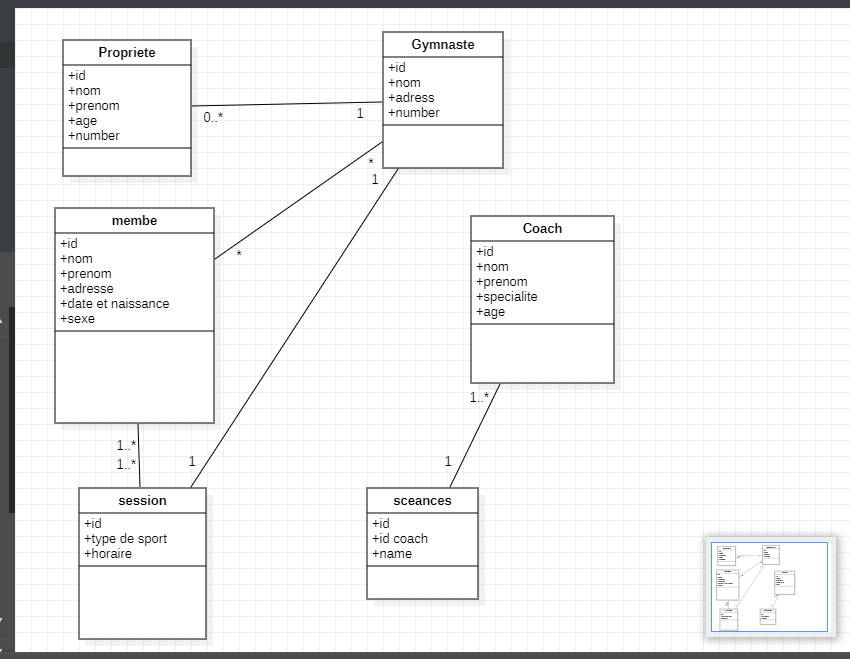 Propriete
+id
+nom
+prenom
+age
+number
Gymnaste
+id
+nom
+adress
+number
0..*
1
*
1
membe
+id
+nom
+prenom
+adresse
+date et naissance
+sexe
*
Coach
+id
+nom
+prenom
+specialite
+age
1..*
1..*
1..*
1
1
session
+id
+type de sport
+horaire
sceances
+id
+id coach
+name